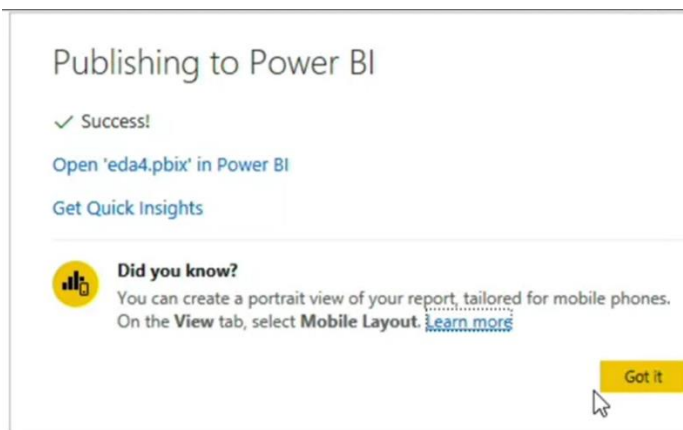 Publishing to Power BI
Success!
Open 'eda4.pbix' in Power BI
Get Quick Insights
Did you know?
You can create a portrait view of your report, tailored for mobile phones.
On the View tab, select Mobile Layout. Learn more
Got it